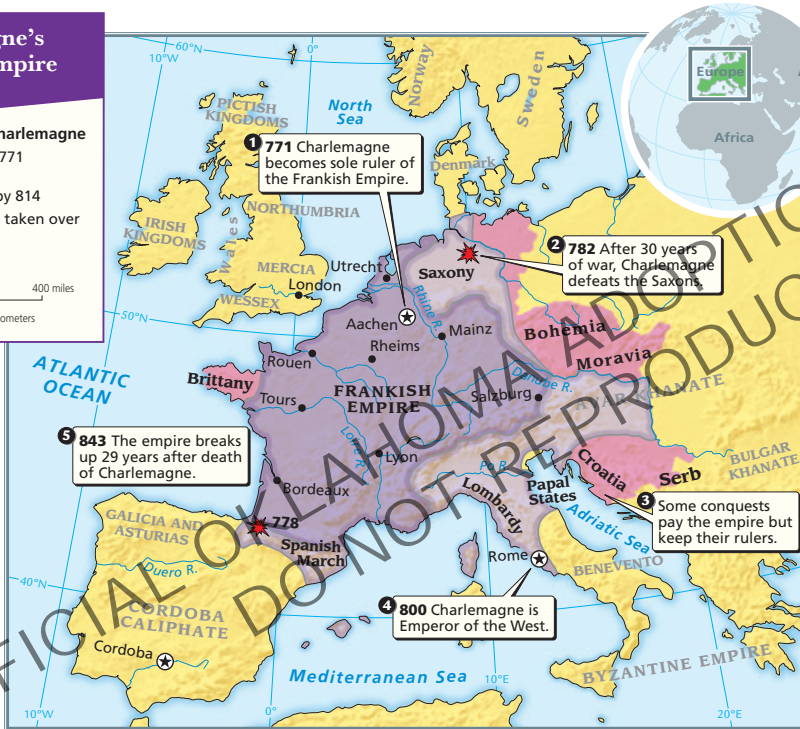 gne's
mpire
harlemagne
771
by 814
taken over
400 miles
ometers
60°N
10°W
0°
Norway
Sweden
North
Sea
PICTISH
KINGDOMS
1 771 Charlemagne
becomes sole ruler of
the Frankish Empire.
Denmark
Europe
Africa
IRISH
KINGDOMS
Wales
NORTHUMBRIA
MERCIA
London
WESSEX
Utrecht
Saxony
2 782 After 30 years
of war, Charlemagne
defeats the Saxons.
50°N
Rhine R.
Aachen
Mainz
Rheims
Bohemia
Moravia
Rouen
ATLANTIC
OCEAN
Brittany
Tours
FRANKISH
EMPIRE
Danube R.
Salzburg
AVAR KHANATE
5 843 The empire breaks
up 29 years after death
of Charlemagne.
Loire R.
Lyon
Po R.
Bordeaux
Lombardy
Papal
States
Croatia
Serb
BULGAR
KHANATE
3 Some conquests
pay the empire but
keep their rulers.
Adriatic Sea
GALICIA AND
ASTURIAS
778
Spanish
March
Duero R.
Rome
BENEVENTO
40°N
CORDOBA
CALIPHATE
Cordoba
4 800 Charlemagne is
Emperor of the West.
Mediterranean Sea
BYZANTINE EMPIRE
10°W
0°
10°E
20°E
FICIAL OKLAHOMA ADOPTIO
DO NOT REPRODUC